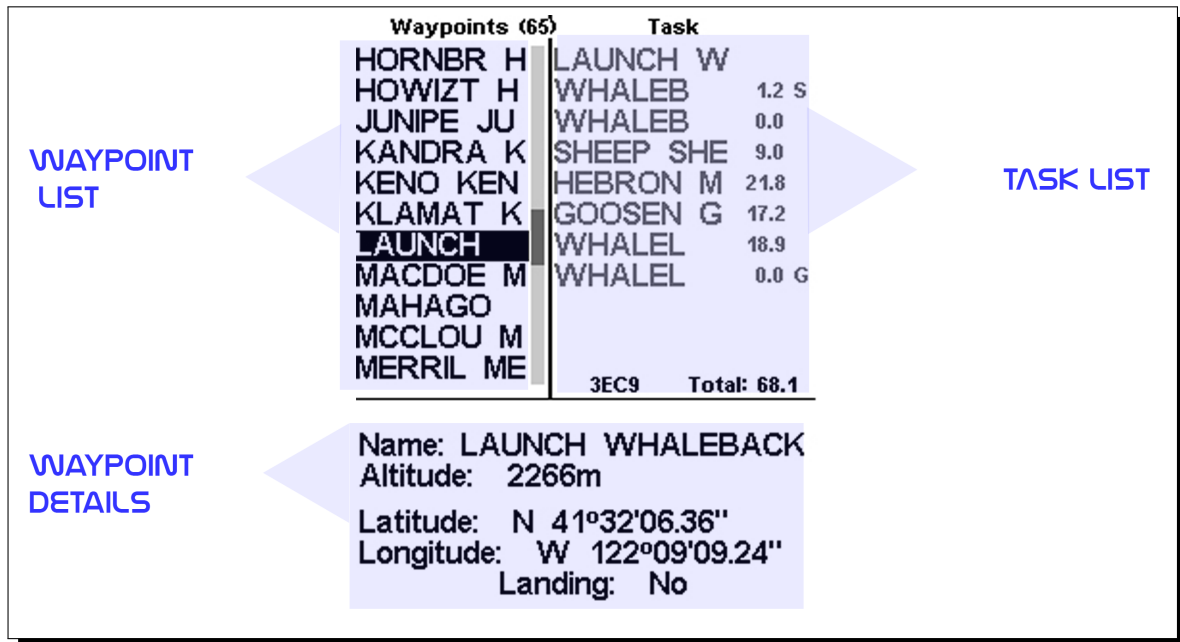 Waypoints (65) Task
HORNBR H
HOWIZT H
JUNIPE JU
KANDRA K
KENO KEN
KLAMAT K
LAUNCH
MACDOE M
MAHAGO
MCCLOU M
MERRIL ME
LAUNCH W
WHALEB 1.2 S
WHALEB 0.0
SHEEP SHE 9.0
HEBRON M 21.8
GOOSEN G 17.2
WHALEL 18.9
WHALEL 0.0 G
3EC9 Total: 68.1
WAYPOINT
LIST
TASK LIST
WAYPOINT
DETAILS
Name: LAUNCH WHALEBACK
Altitude: 2266m
Latitude: N 41º32'06.36"
Longitude: W 122º09'09.24"
Landing: No